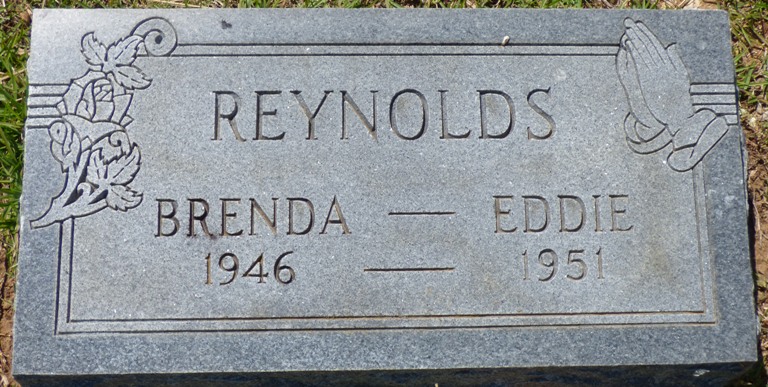 REYNOLDS
BRENDA — EDDIE
1946 — 1951